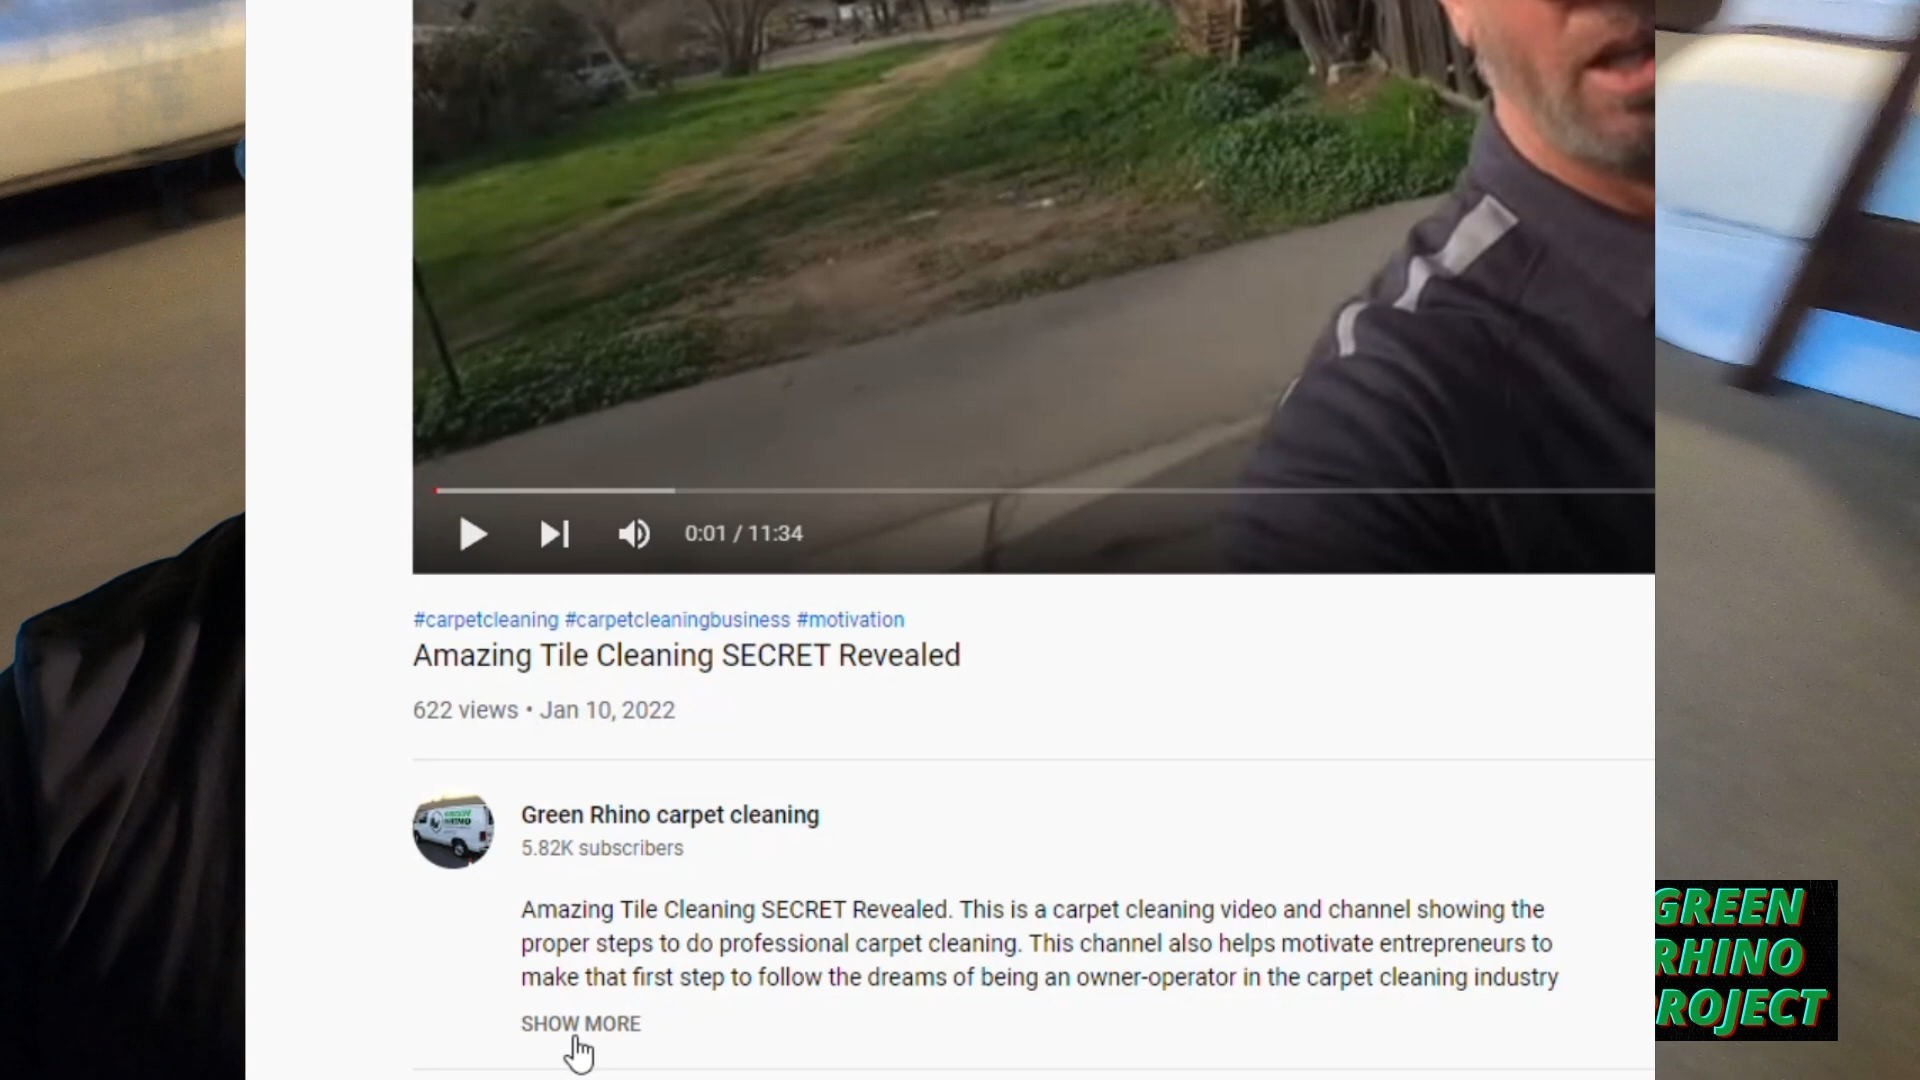 0:01 / 11:34
#carpetcleaning #carpetcleaningbusiness #motivation
Amazing Tile Cleaning SECRET Revealed
622 views • Jan 10, 2022
Green Rhino carpet cleaning
5.82K subscribers
Amazing Tile Cleaning SECRET Revealed. This is a carpet cleaning video and channel showing the
proper steps to do professional carpet cleaning. This channel also helps motivate entrepreneurs to
make that first step to follow the dreams of being an owner-operator in the carpet cleaning industry
SHOW MORE
GREEN
RHINO
ROJECT